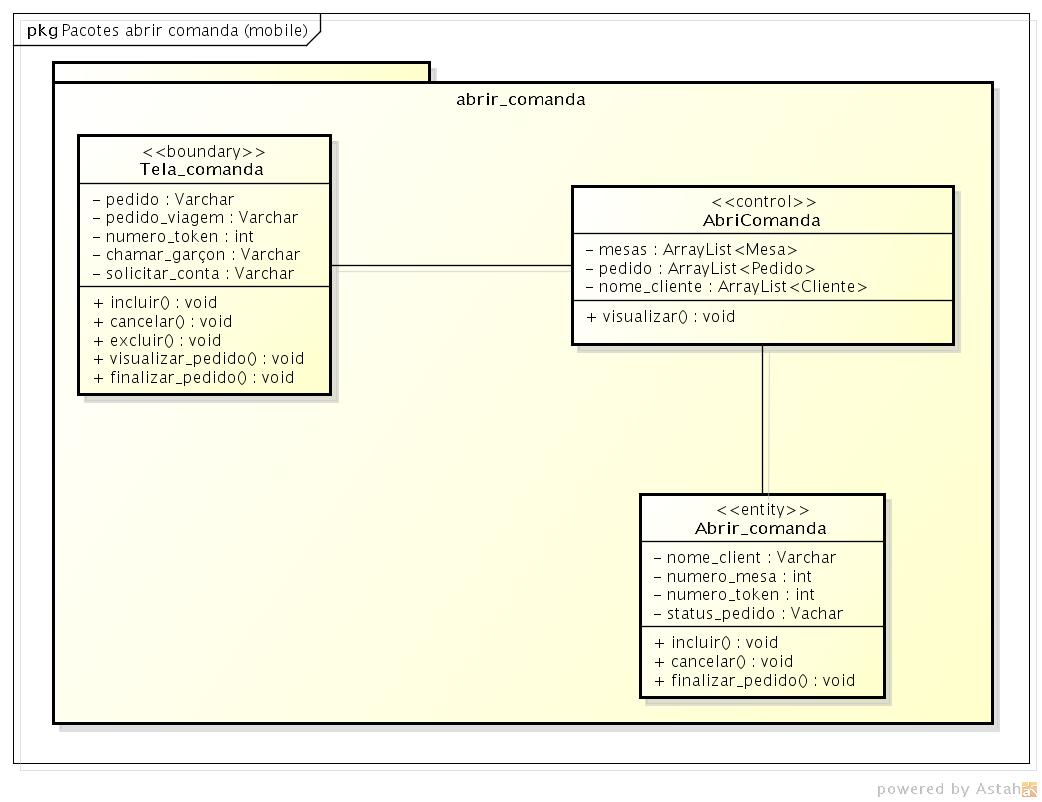 pkg Pacotes abrir comanda (mobile)
abrir_comanda
<<boundary>>
Tela_comanda
- pedido : Varchar
- pedido_viagem : Varchar
- numero_token : int
- chamar_garçon : Varchar
- solicitar_conta : Varchar
+ incluir() : void
+ cancelar() : void
+ excluir() : void
+ visualizar_pedido() : void
+ finalizar_pedido() : void
<<control>>
AbriComanda
- mesas : ArrayList<Mesa>
- pedido : ArrayList<Pedido>
- nome_cliente : ArrayList<Cliente>
+ visualizar() : void
<<entity>>
Abrir_comanda
- nome_client : Varchar
- numero_mesa : int
- numero_token : int
- status_pedido : Vachar
+ incluir() : void
+ cancelar() : void
+ finalizar_pedido() : void
powered by Astah